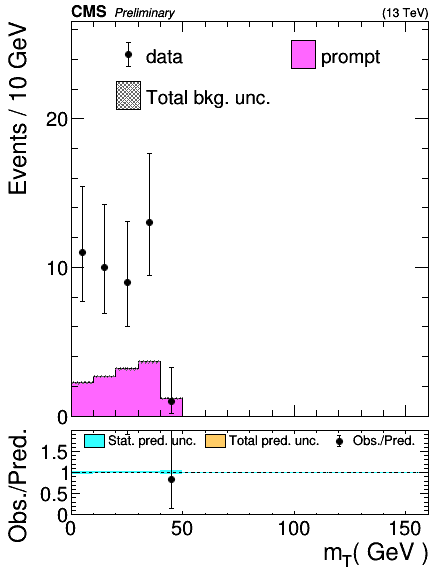 CMS Preliminary (13 TeV)
data
prompt
Total bkg. unc.
Events / 10 GeV
20
10
0
Stat. pred. unc.
Total pred. unc.
Obs./Pred.
Obs./Pred.
1.5
1
0.5
0
0 50 100 150
m_T( GeV )